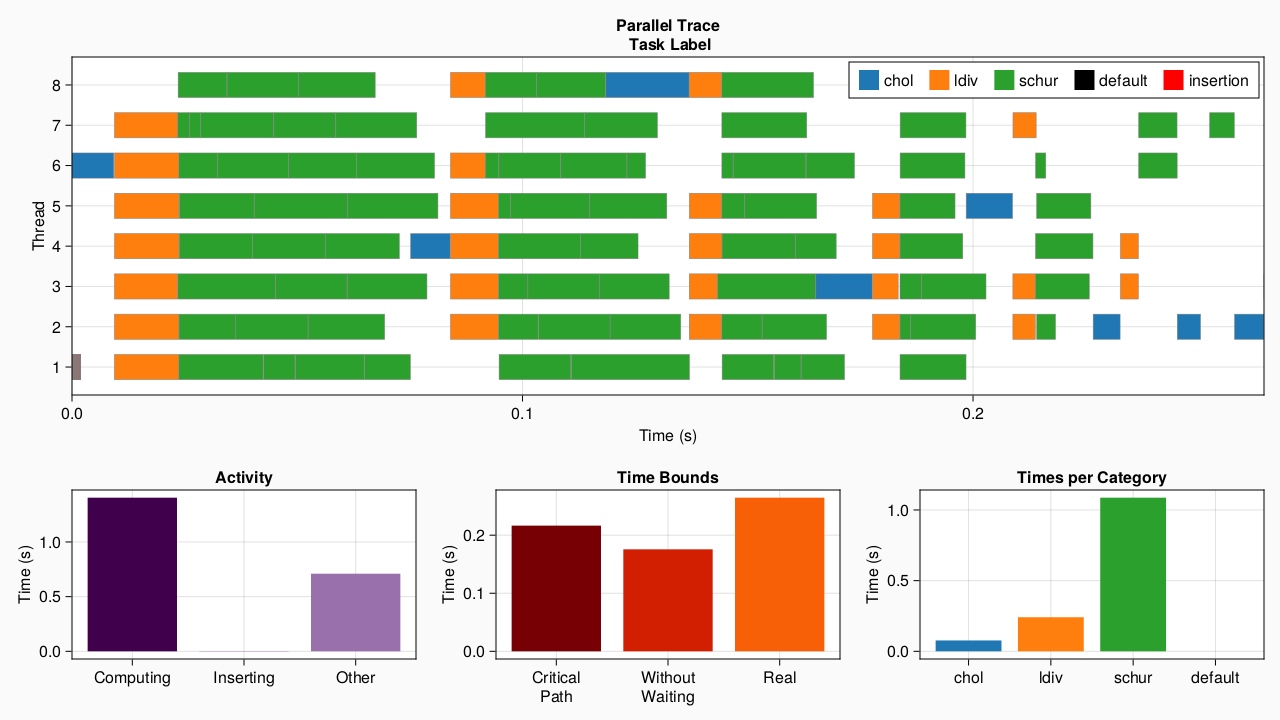 Parallel Trace
Task Label
chol ldiv schur default insertion
Thread
8
7
6
5
4
3
2
1
0.0 0.1 0.2
Time (s)
Activity
Time (s)
1.0
0.5
0.0
Computing Inserting Other
Time Bounds
Time (s)
0.2
0.1
0.0
Critical Path Without Waiting Real
Times per Category
Time (s)
1.0
0.5
0.0
chol ldiv schur default